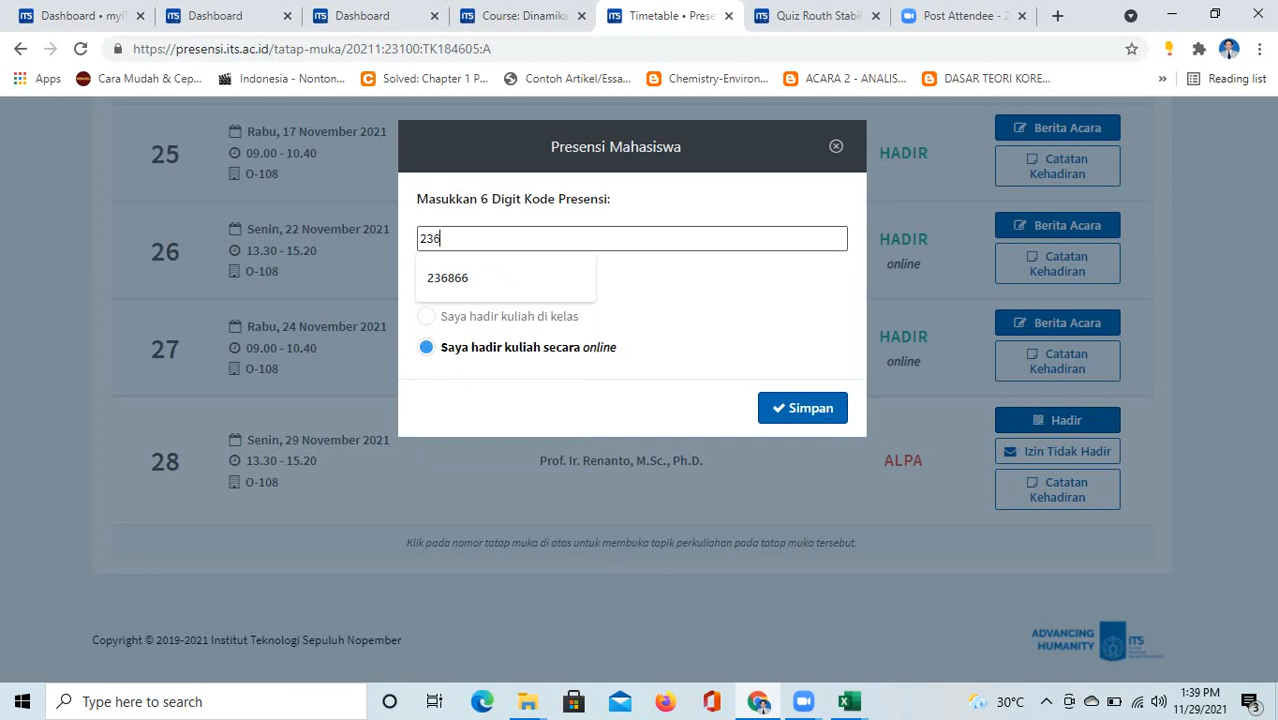 Dashboard • myIT
Dashboard
Dashboard
Course: Dinamika
Timetable • Prese
Quiz Routh Stabi
Post Attendee - Z
https://presensi.its.ac.id/tatap-muka/20211:23100:TK184605:A
Apps
Cara Mudah & Cep...
Indonesia - Nonton...
Solved: Chapter 1 P...
Contoh Artikel/Essa...
Chemistry-Environ...
ACARA 2 - ANALIS...
DASAR TEORI KORE...
»
Reading list
25
Rabu, 17 November 2021
09.00 - 10.40
O-108
HADIR
Berita Acara
Catatan
Kehadiran
26
Senin, 22 November 2021
13.30 - 15.20
O-108
HADIR
online
Berita Acara
Catatan
Kehadiran
27
Rabu, 24 November 2021
09.00 - 10.40
O-108
HADIR
online
Berita Acara
Catatan
Kehadiran
28
Senin, 29 November 2021
13.30 - 15.20
O-108
Prof. Ir. Renanto, M.Sc., Ph.D.
ALPA
Hadir
Izin Tidak Hadir
Catatan
Kehadiran
Presensi Mahasiswa
Masukkan 6 Digit Kode Presensi:
236
236866
Saya hadir kuliah di kelas
Saya hadir kuliah secara online
Simpan
Klik pada nomor tatap muka di atas untuk membuka topik perkuliahan pada tatap muka tersebut.
Copyright © 2019-2021 Institut Teknologi Sepuluh Nopember
ADVANCING
HUMANITY
ITS
Type here to search
30°C
1:39 PM
11/29/2021
3